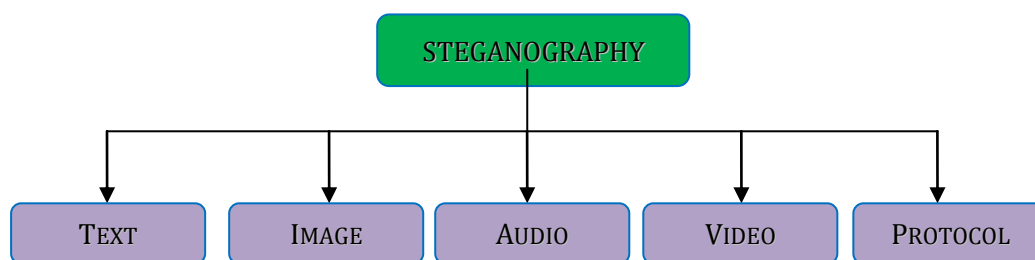 STEGANOGRAPHY
TEXT
IMAGE
AUDIO
VIDEO
PROTOCOL